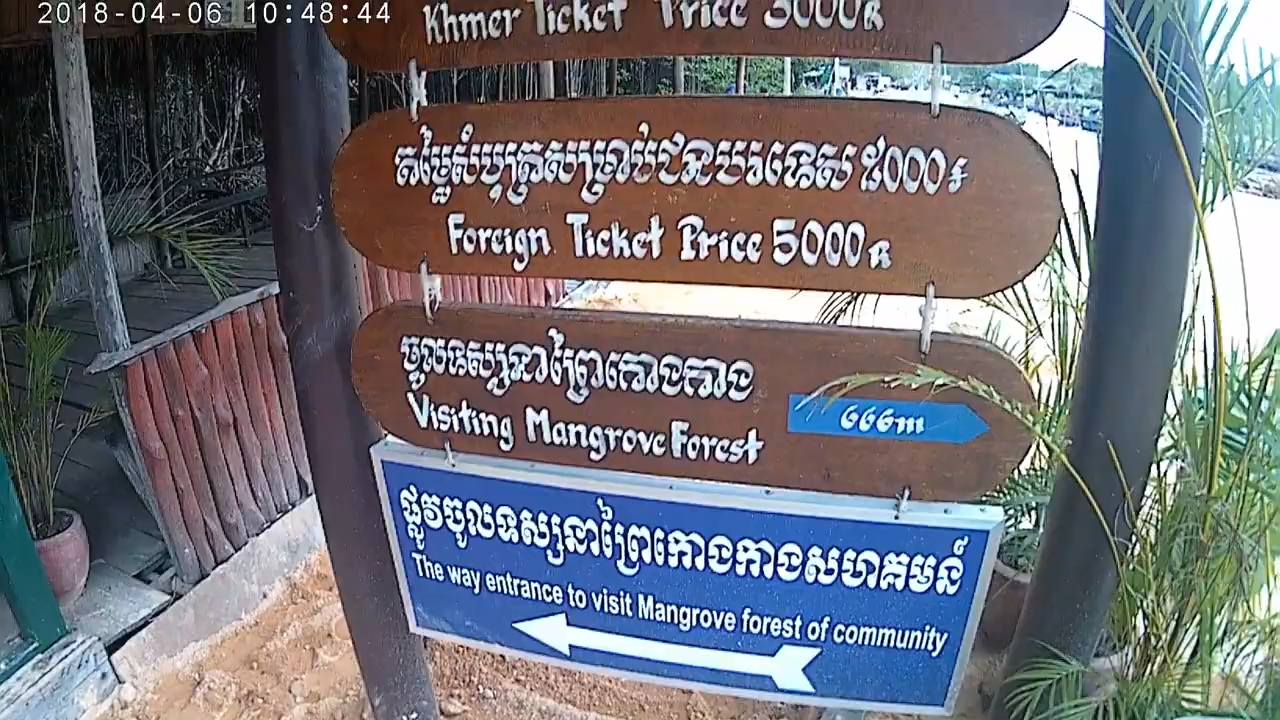 2018-04-06 10:48:44
Khmer Ticket Price 3000R
តម្លៃសំបុត្រសម្រាប់ជនបរទេស ៥០០០៛
Foreign Ticket Price 5000R
ចូលទស្សនាព្រៃកោងកាង
Visiting Mangrove Forest
666m
ផ្លូវចូលទស្សនាព្រៃកោងកាងសហគមន៍
The way entrance to visit Mangrove forest of community